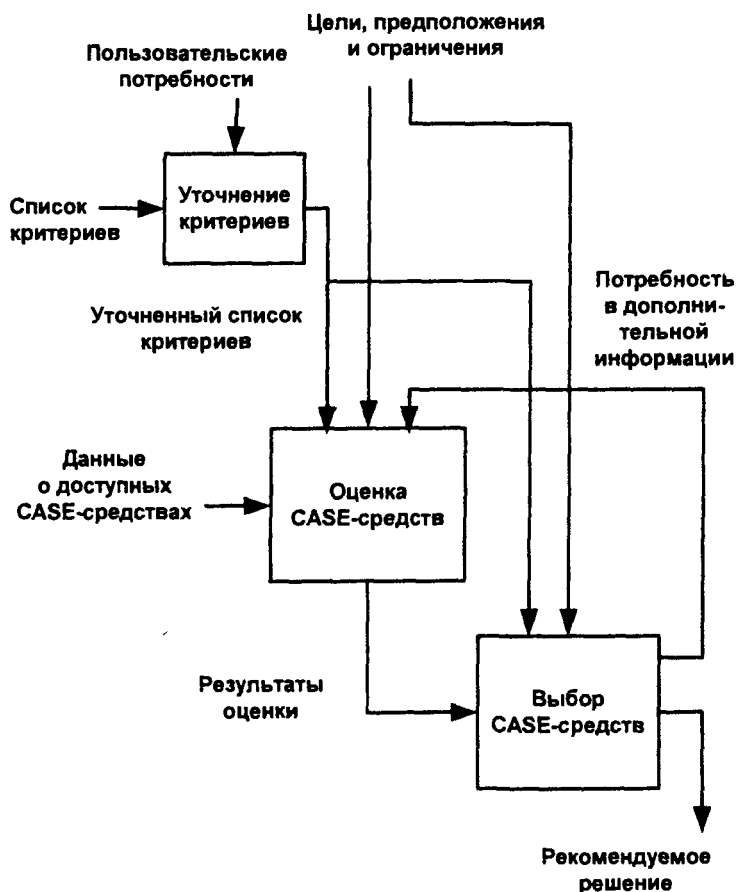 Цели, предположения
и ограничения
Пользовательские
потребности
Уточнение
критериев
Список
критериев
Потребность
в дополни-
тельной
информации
Уточненный список
критериев
Данные
о доступных
CASE-средствах
Оценка
CASE-средств
Результаты
оценки
Выбор
CASE-средств
Рекомендуемое
решение